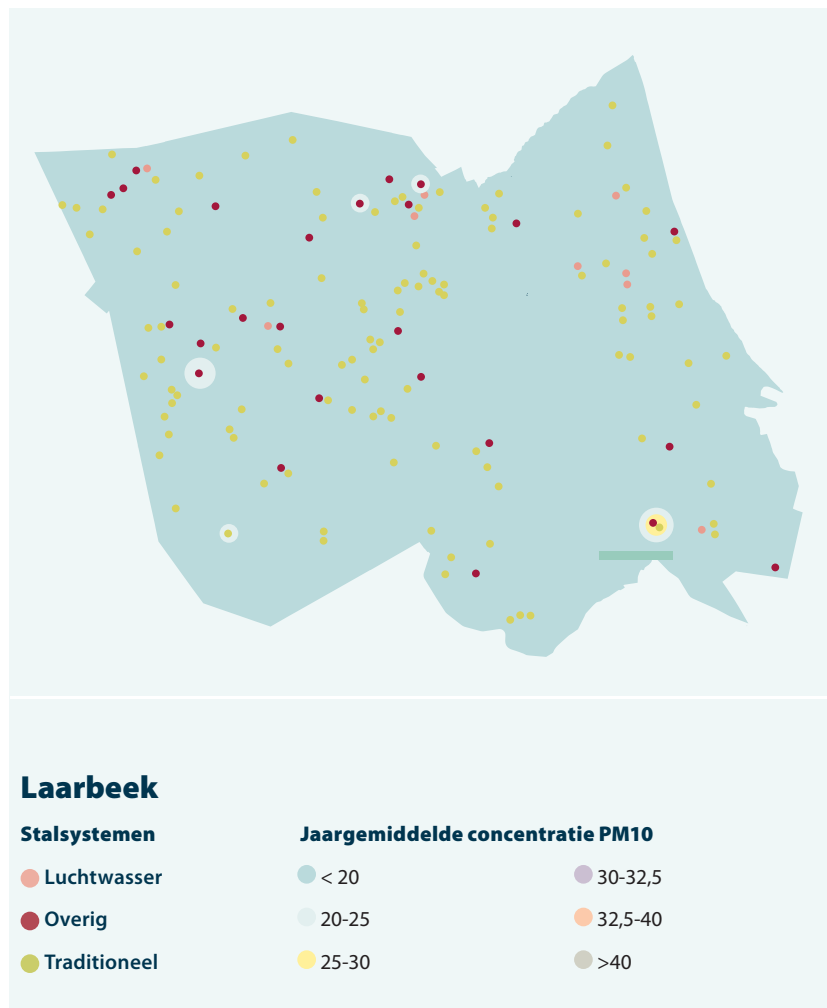 Laarbeek
Stalsystemen
Luchtwasser
Overig
Traditioneel
Jaargemiddelde concentratie PM10
< 20
20-25
25-30
30-32,5
32,5-40
>40